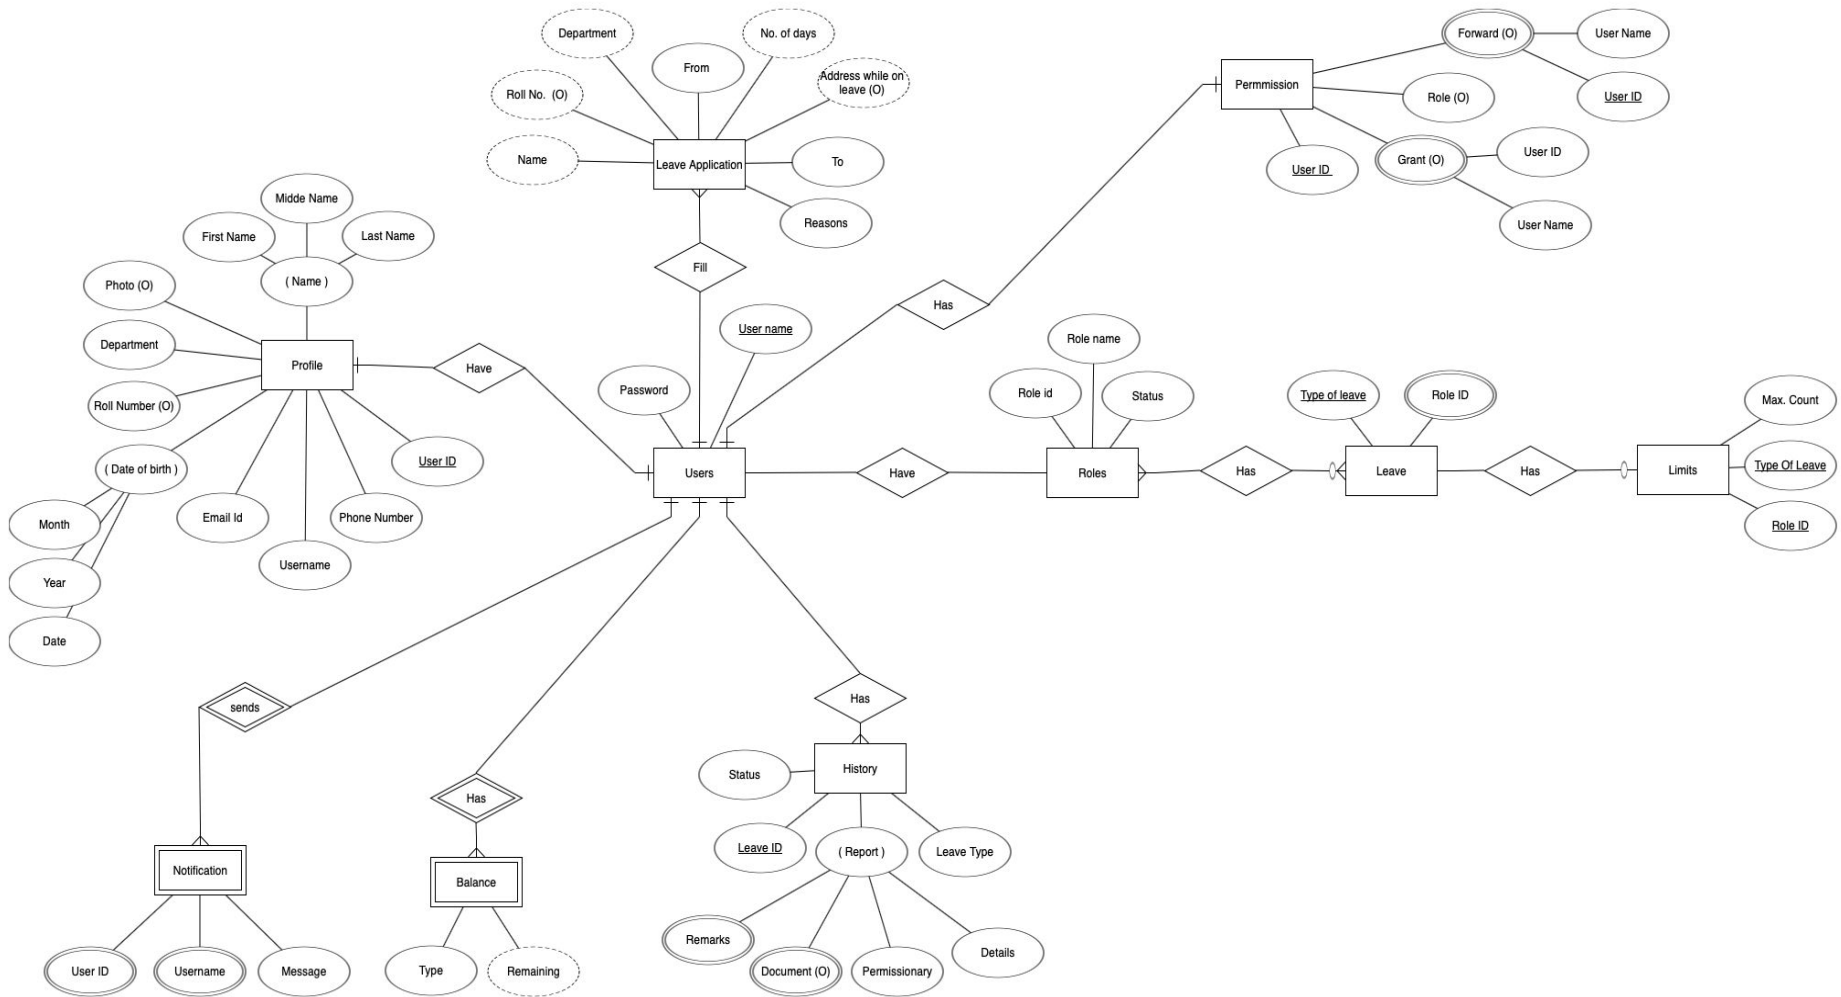 Department
No. of days
Forward (O)
User Name
From
Address while on
leave (O)
Permmission
Roll No. (O)
Role (O)
User ID
Name
Leave Application
To
Grant (O)
User ID
User ID
Midde Name
Reasons
User Name
First Name
Last Name
( Name )
Fill
Photo (O)
Has
User name
Department
Role name
Profile
Have
Password
Role id
Status
Type of leave
Role ID
Max. Count
Roll Number (O)
User ID
( Date of birth )
Users
Have
Roles
Has
Leave
Has
Limits
Type Of Leave
Month
Email Id
Phone Number
Role ID
Username
Year
Date
sends
Has
Status
History
Has
Leave ID
( Report )
Leave Type
Notification
Balance
Remarks
Details
User ID
Username
Message
Type
Remaining
Document (O)
Permissionary